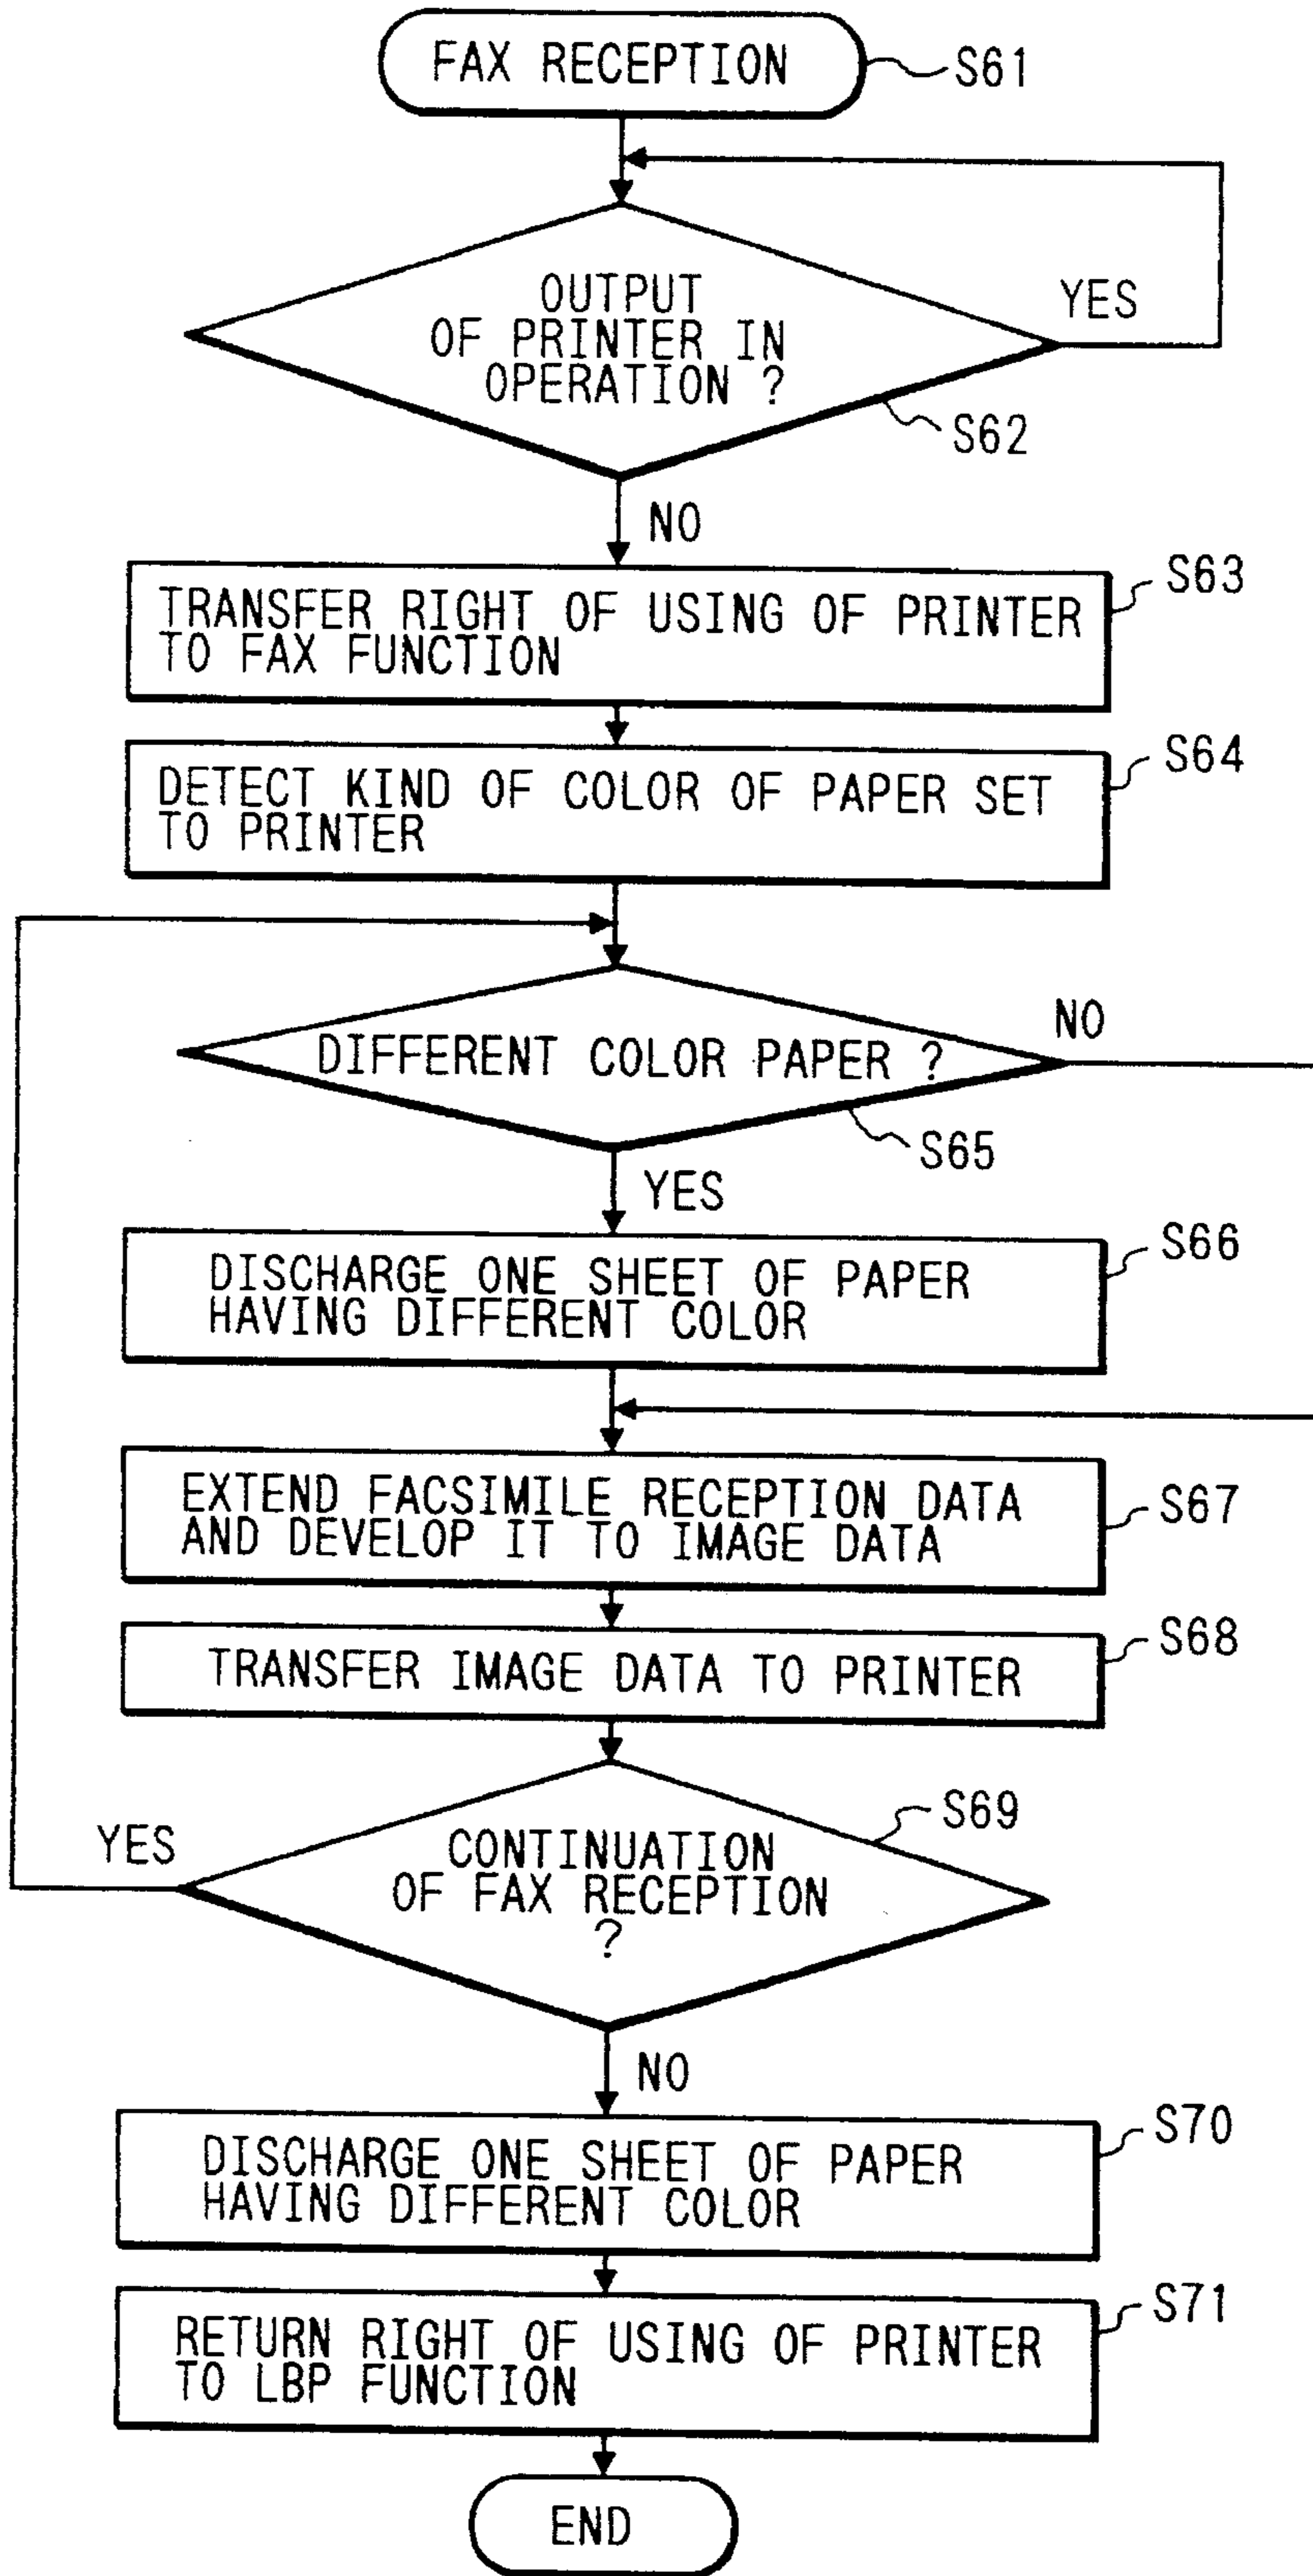 FAX RECEPTION
S61
OUTPUT
OF PRINTER IN
OPERATION ?
YES
S62
NO
S63
TRANSFER RIGHT OF USING OF PRINTER
TO FAX FUNCTION
S64
DETECT KIND OF COLOR OF PAPER SET
TO PRINTER
NO
DIFFERENT COLOR PAPER ?
S65
YES
S66
DISCHARGE ONE SHEET OF PAPER
HAVING DIFFERENT COLOR
S67
EXTEND FACSIMILE RECEPTION DATA
AND DEVELOP IT TO IMAGE DATA
S68
TRANSFER IMAGE DATA TO PRINTER
S69
YES
CONTINUATION
OF FAX RECEPTION
?
NO
S70
DISCHARGE ONE SHEET OF PAPER
HAVING DIFFERENT COLOR
S71
RETURN RIGHT OF USING OF PRINTER
TO LBP FUNCTION
END